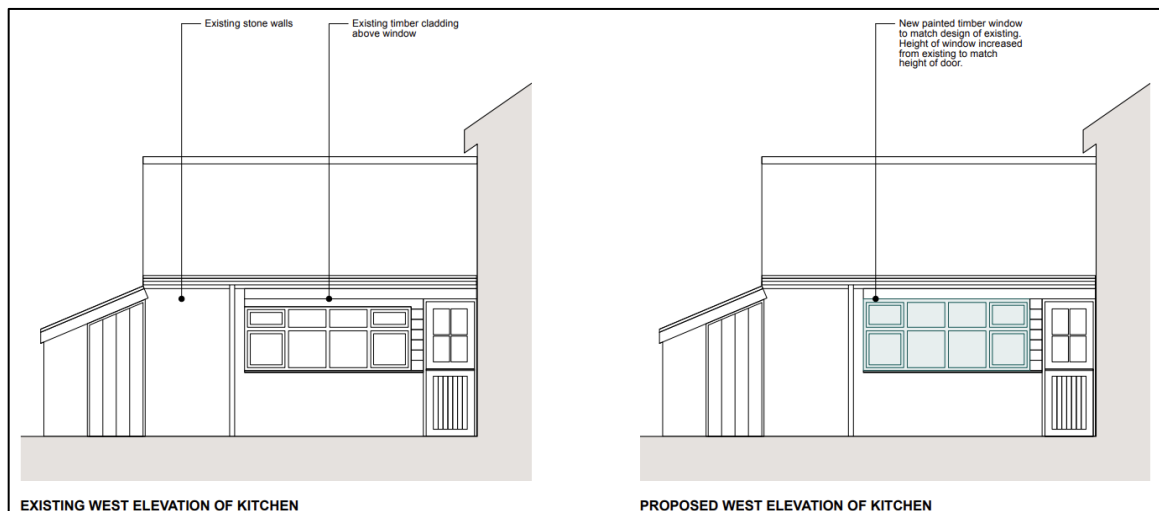 Existing stone walls
Existing timber cladding
above window
New painted timber window
to match design of existing.
Height of window increased
from existing to match
height of door.
EXISTING WEST ELEVATION OF KITCHEN
PROPOSED WEST ELEVATION OF KITCHEN